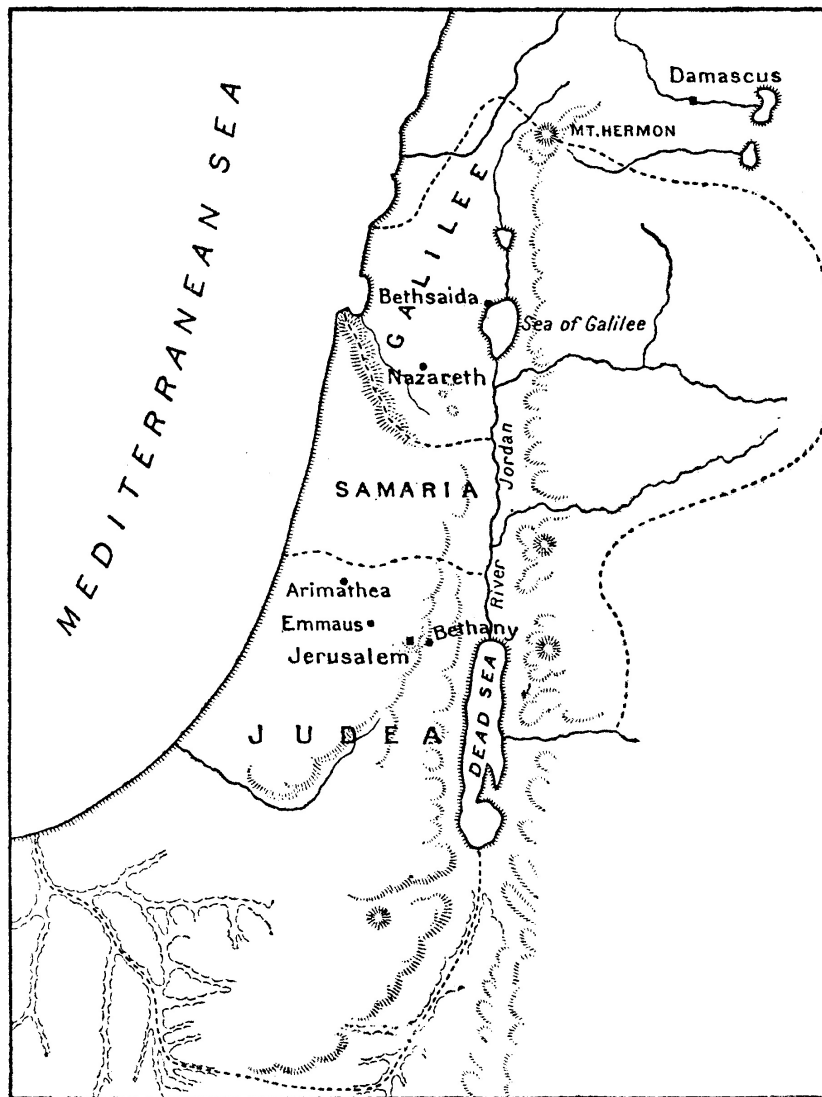 MEDITERRANEAN SEA
Damascus
MT. HERMON
GALILEE
Bethsaida
Sea of Galilee
Nazareth
SAMARIA
River Jordan
Arimathea
Emmaus
Bethany
Jerusalem
JUDEA
DEAD SEA